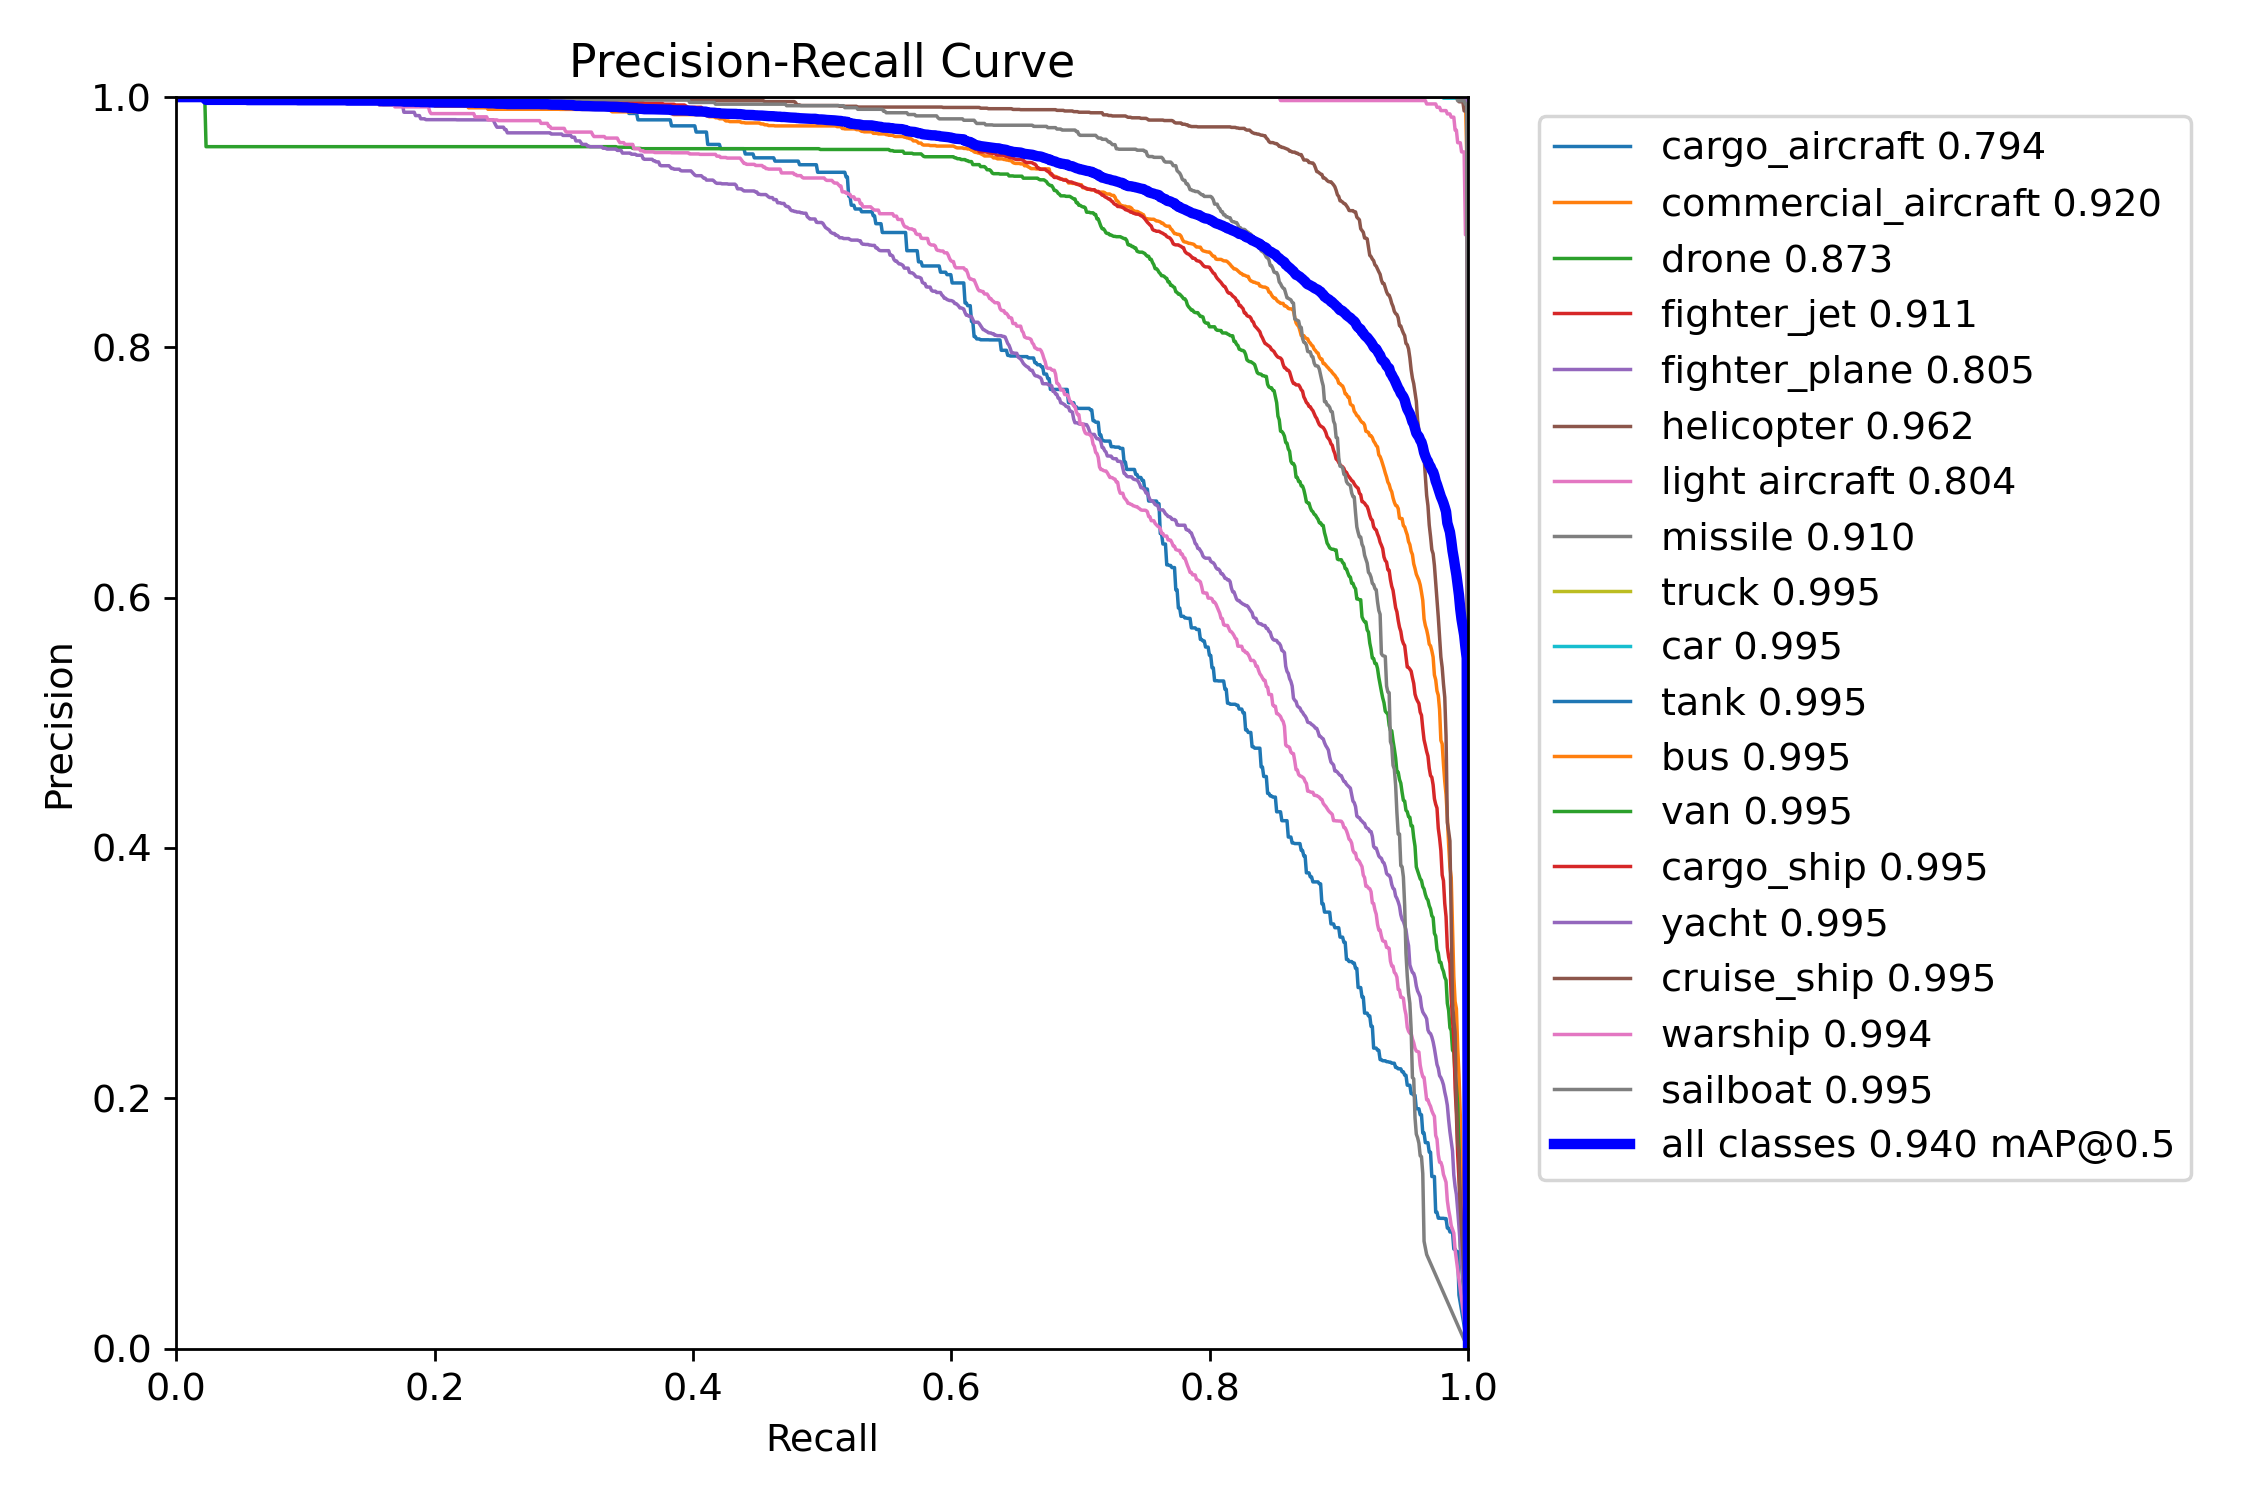 Precision-Recall Curve
1.0
0.8
0.6
0.4
0.2
0.0
Precision
0.0 0.2 0.4 0.6 0.8 1.0
Recall
cargo_aircraft 0.794
commercial_aircraft 0.920
drone 0.873
fighter_jet 0.911
fighter_plane 0.805
helicopter 0.962
light aircraft 0.804
missile 0.910
truck 0.995
car 0.995
tank 0.995
bus 0.995
van 0.995
cargo_ship 0.995
yacht 0.995
cruise_ship 0.995
warship 0.994
sailboat 0.995
all classes 0.940 mAP@0.5